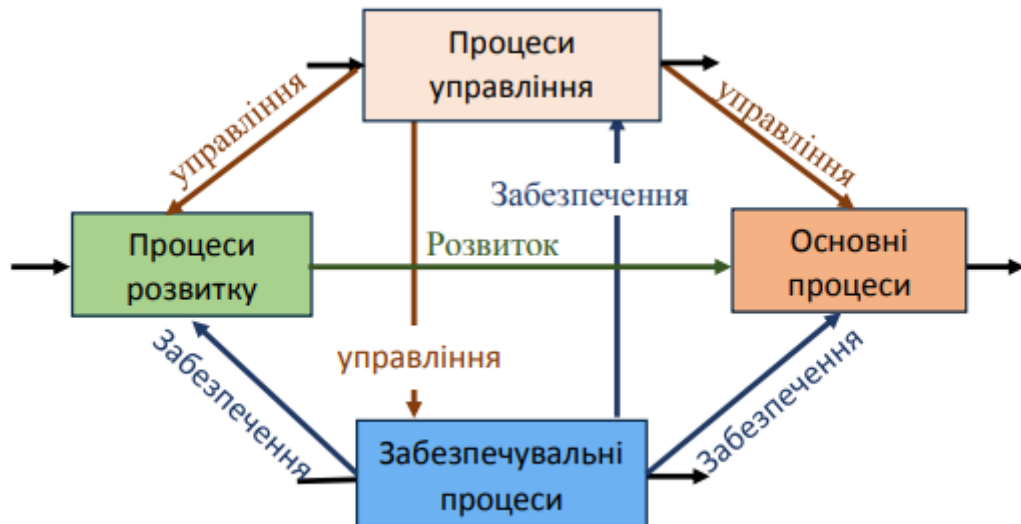 Процеси
управління
управління
управління
Забезпечення
Процеси
розвитку
Розвиток
Основні
процеси
управління
Забезпечення
Забезпечення
Забезпечувальні
процеси